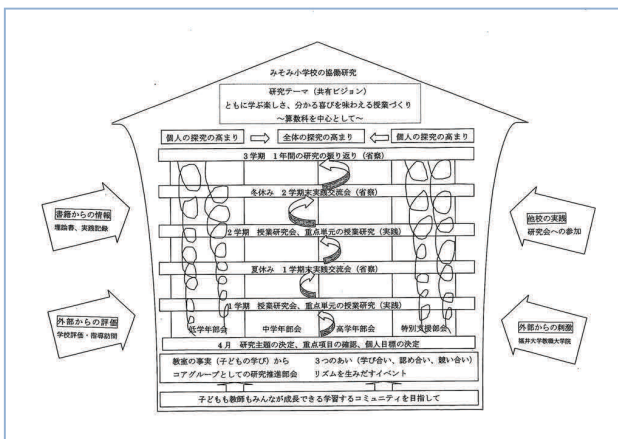 みそみ小学校の協働研究
研究テーマ（共有ビジョン）
ともに学ぶ楽しさ、分かる喜びを味わえる授業づくり
～算数科を中心として～
個人の探究の高まり
全体の探究の高まり
個人の探究の高まり
3学期　1年間の研究の振り返り（省察）
冬休み　2学期末実践交流会（省察）
2学期　授業研究会、重点単元の授業研究（実践）
夏休み　1学期末実践交流会（省察）
1学期　授業研究会、重点単元の授業研究（実践）
低学年部会
中学年部会
高学年部会
特別支援部会
4月　研究主題の決定、重点項目の確認、個人目標の決定
教室の事実（子どもの学び）から
3つのあい（学び合い、認め合い、競い合い）
コアグループとしての研究推進部会
リズムを生みだすイベント
子どもも教師もみんなが成長できる学習するコミュニティを目指して
書籍からの情報
理論書、実践記録
外部からの評価
学校評価・指導訪問
他校の実践
研究会への参加
外部からの刺激
福井大学教職大学院